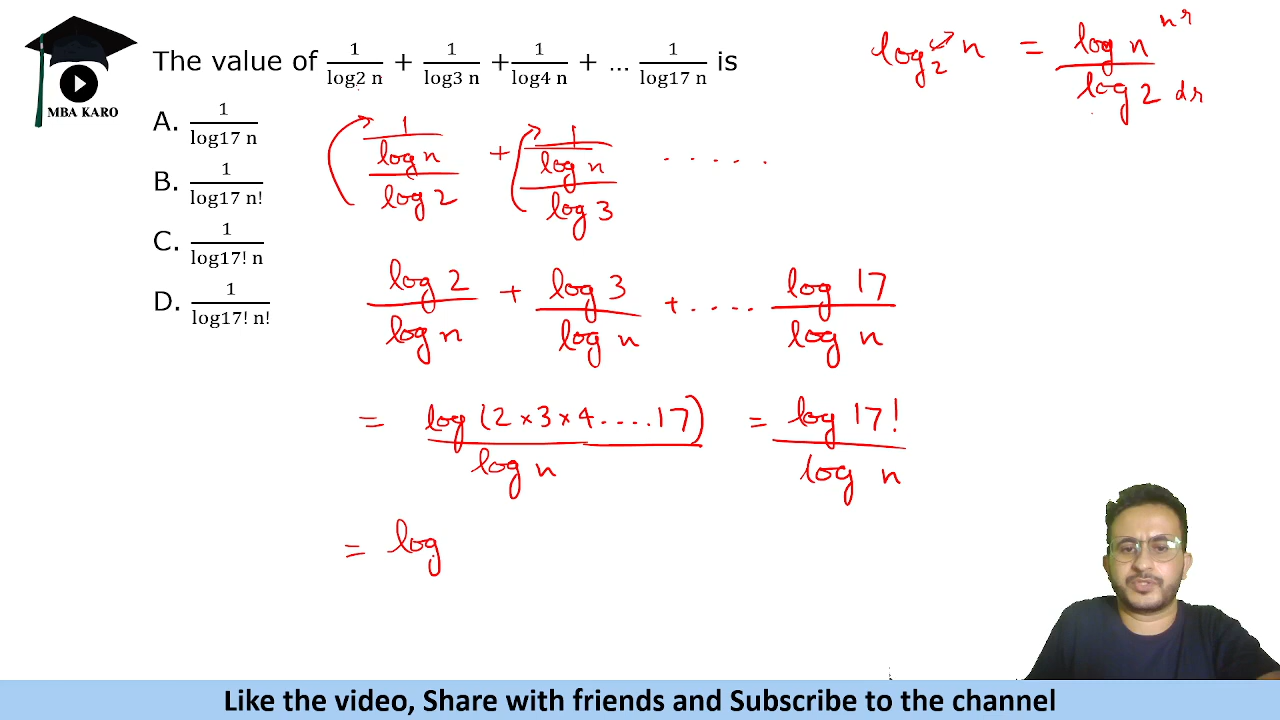 MBA KARO
The value of 1/log2 n + 1/log3 n + 1/log4 n + ... 1/log17 n is
A. 1/log17 n
B. 1/log17 n!
C. 1/log17! n
D. 1/log17! n!
log₂ n = log n nr / log 2 dr
1/(log n/log 2) + 1/(log n/log 3) .....
log 2/log n + log 3/log n + .... log 17/log n
= log (2×3×4....17)/log n = log 17!/log n
= log
Like the video, Share with friends and Subscribe to the channel